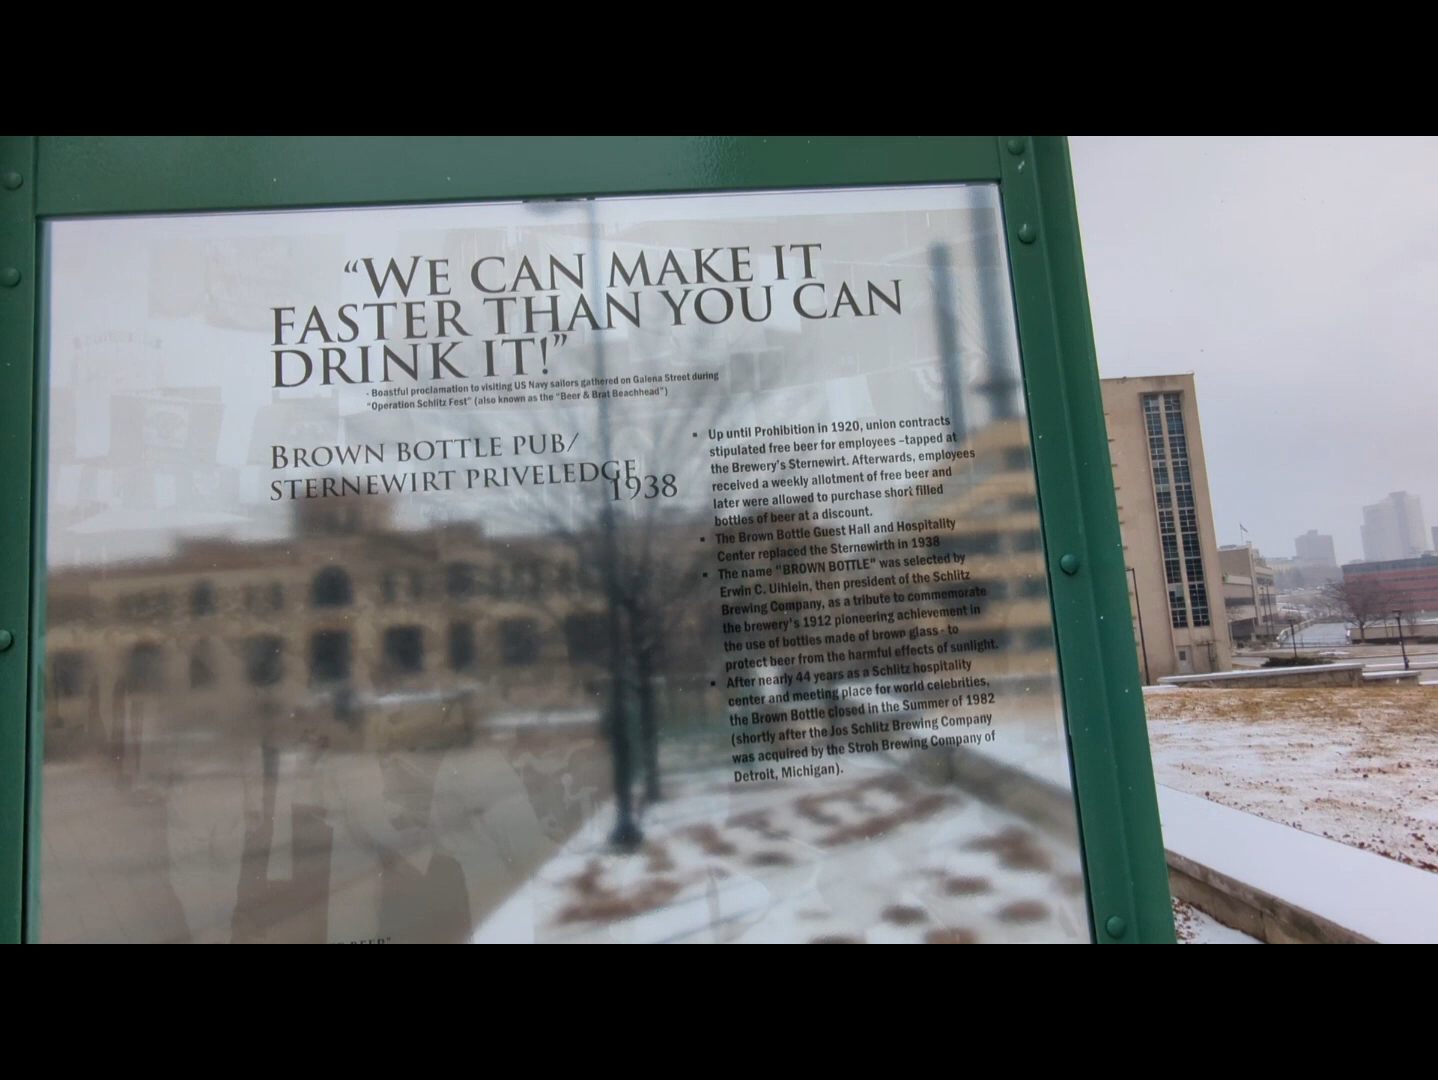 “WE CAN MAKE IT
FASTER THAN YOU CAN
DRINK IT!”
- Boastful proclamation to visiting US Navy sailors gathered on Galena Street during
“Operation Schlitz Fest” (also known as the “Beer & Brat Beachhead”)
BROWN BOTTLE PUB/
STERNEWIRT PRIVELEDGE
1938
▪ Up until Prohibition in 1920, union contracts
stipulated free beer for employees –tapped at
the Brewery's Sternewirt. Afterwards, employees
received a weekly allotment of free beer and
later were allowed to purchase short filled
bottles of beer at a discount.
▪ The Brown Bottle Guest Hall and Hospitality
Center replaced the Sternewirth in 1938
▪ The name "BROWN BOTTLE" was selected by
Erwin C. Uihlein, then president of the Schlitz
Brewing Company, as a tribute to commemorate
the brewery's 1912 pioneering achievement in
the use of bottles made of brown glass - to
protect beer from the harmful effects of sunlight.
▪ After nearly 44 years as a Schlitz hospitality
center and meeting place for world celebrities,
the Brown Bottle closed in the Summer of 1982
(shortly after the Jos Schlitz Brewing Company
was acquired by the Stroh Brewing Company of
Detroit, Michigan).
BEER"